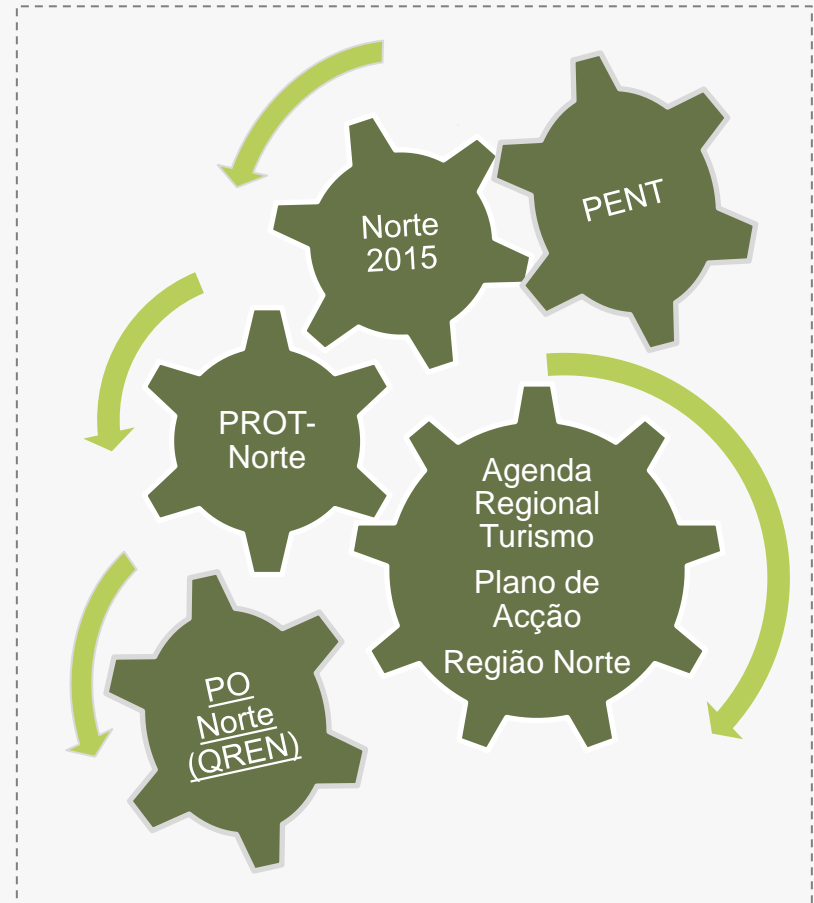 PENT
Norte
2015
PROT-
Norte
Agenda
Regional
Turismo
Plano de
Acção
Região Norte
PO
Norte
(QREN)